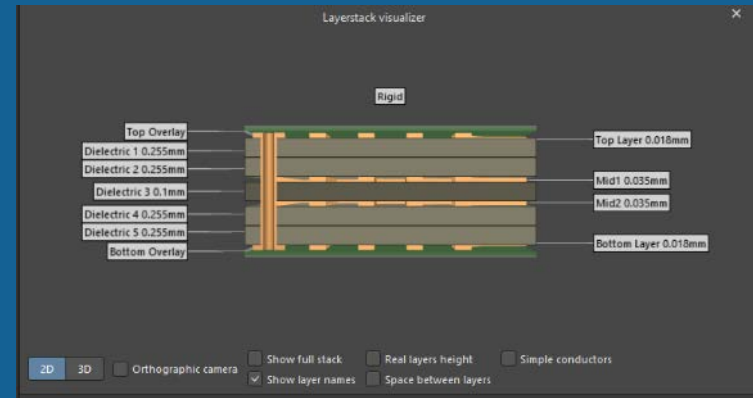 Layerstack visualizer
Rigid
Top Overlay
Dielectric 1 0.255mm
Dielectric 2 0.255mm
Dielectric 3 0.1mm
Dielectric 4 0.255mm
Dielectric 5 0.255mm
Bottom Overlay
Top Layer 0.018mm
Mid1 0.035mm
Mid2 0.035mm
Bottom Layer 0.018mm
2D 3D Orthographic camera
Show full stack Real layers height Simple conductors
Show layer names Space between layers